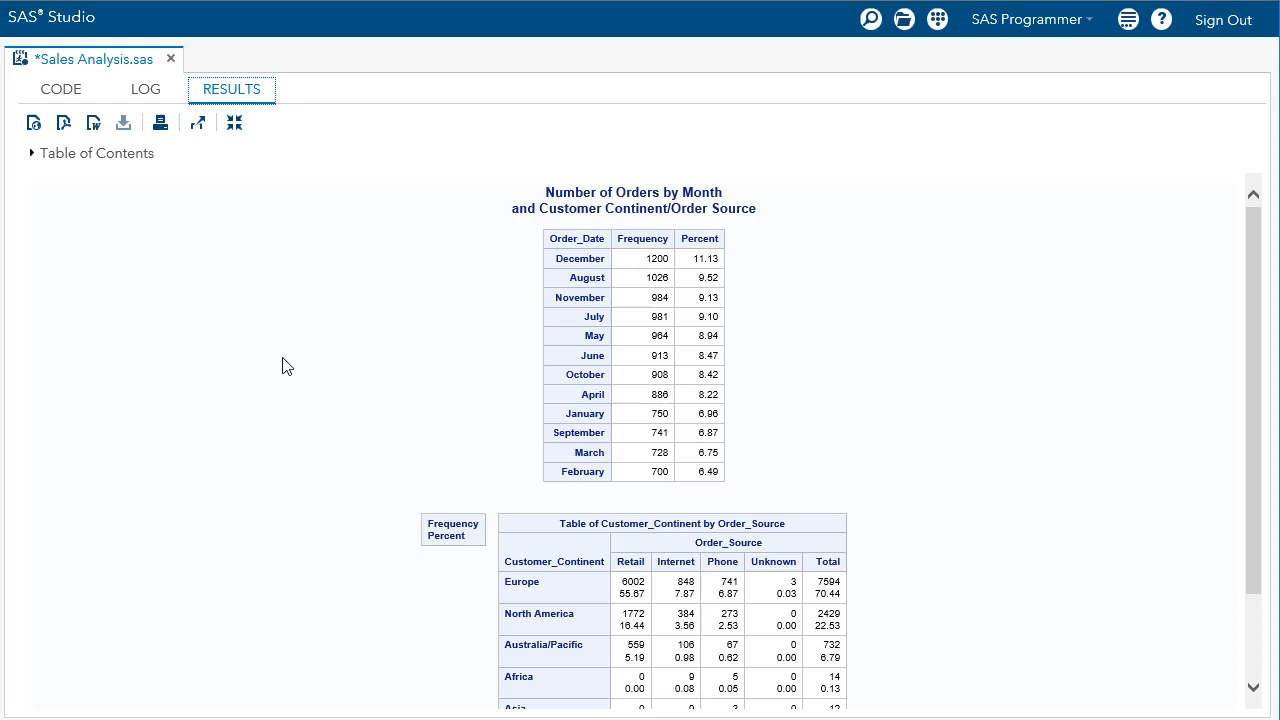 SAS® Studio
SAS Programmer
Sign Out
*Sales Analysis.sas
CODE LOG RESULTS
Table of Contents
Number of Orders by Month
and Customer Continent/Order Source
Order_Date Frequency Percent
December 1200 11.13
August 1026 9.52
November 984 9.13
July 981 9.10
May 964 8.94
June 913 8.47
October 908 8.42
April 886 8.22
January 750 6.96
September 741 6.87
March 728 6.75
February 700 6.49
Frequency
Percent
Table of Customer_Continent by Order_Source
Order_Source
Customer_Continent Retail Internet Phone Unknown Total
Europe 6002 848 741 3 7594
55.67 7.87 6.87 0.03 70.44
North America 1772 384 273 0 2429
16.44 3.56 2.53 0.00 22.53
Australia/Pacific 559 106 67 0 732
5.19 0.98 0.62 0.00 6.79
Africa 0 9 5 0 14
0.00 0.08 0.05 0.00 0.13
Asia 0 9 3 0 12